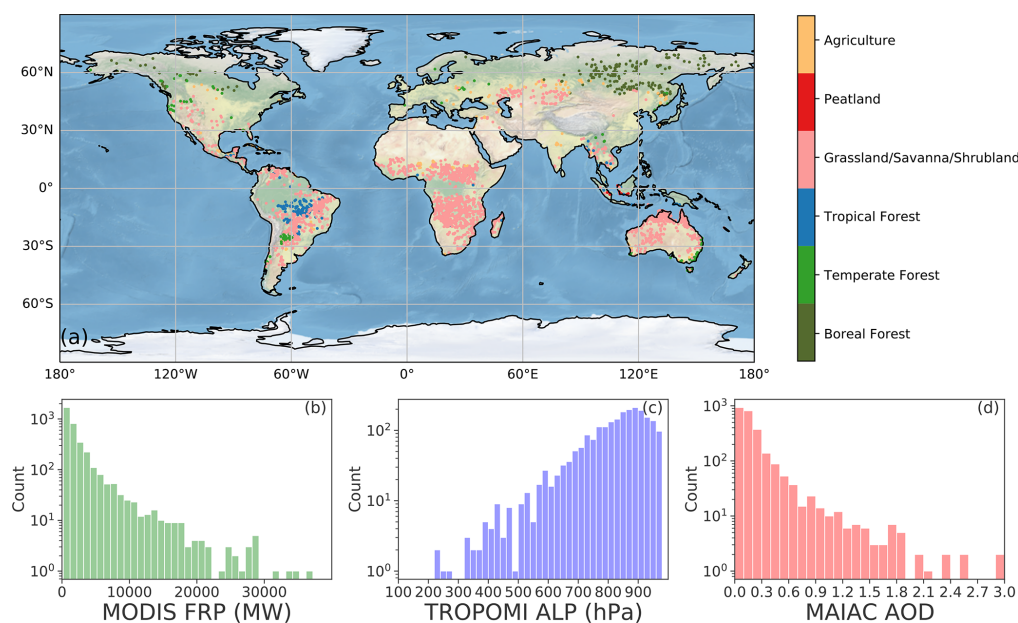 60°N
30°N
0°
30°S
60°S
(a)
180°
120°W
60°W
0°
60°E
120°E
180°
Agriculture
Peatland
Grassland/Savanna/Shrubland
Tropical Forest
Temperate Forest
Boreal Forest
(b)
Count
10³
10²
10¹
10⁰
0
10000
20000
30000
MODIS FRP (MW)
(c)
Count
10²
10¹
10⁰
100 200 300 400 500 600 700 800 900
TROPOMI ALP (hPa)
(d)
Count
10³
10²
10¹
10⁰
0.0 0.3 0.6 0.9 1.2 1.5 1.8 2.1 2.4 2.7 3.0
MAIAC AOD